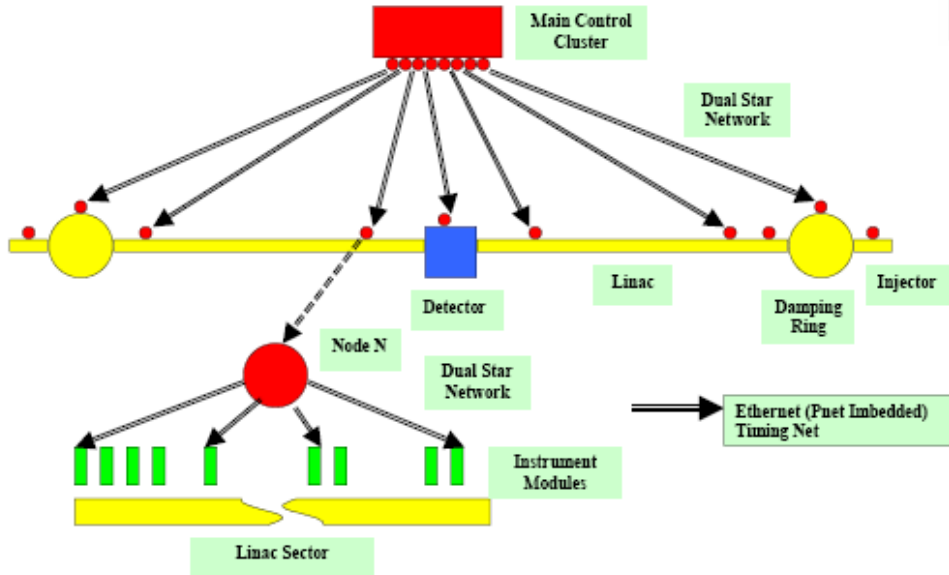 Main Control
Cluster
Dual Star
Network
Linac
Injector
Detector
Damping
Ring
Node N
Dual Star
Network
Ethernet (Pnet Imbedded)
Timing Net
Instrument
Modules
Linac Sector